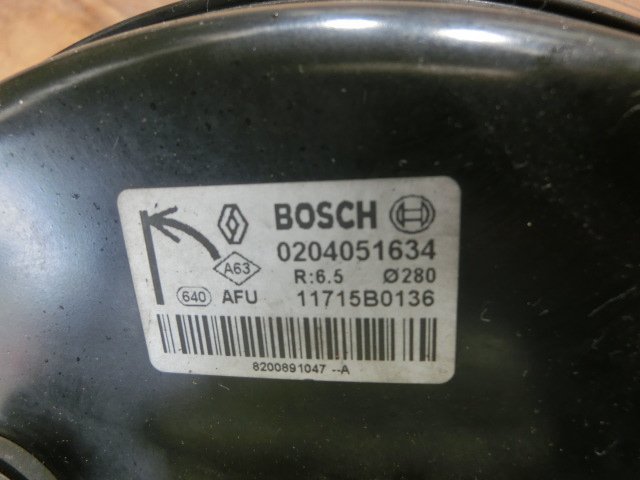 BOSCH
0204051634
A63 R:6.5 Ø280
640 AFU 11715B0136
8200891047 --A